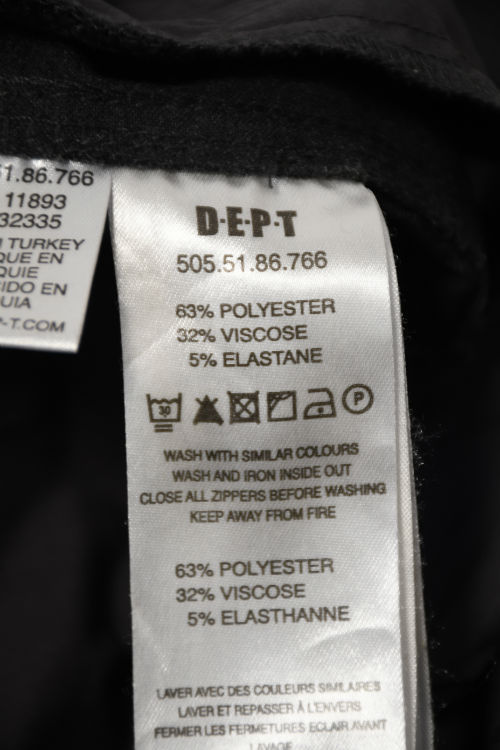 1.86.766
11893
32335
TURKEY
QUE EN
QUIE
IDO EN
UIA
-T.COM
D·E·P·T
505.51.86.766
63% POLYESTER
32% VISCOSE
5% ELASTANE
30
P
WASH WITH SIMILAR COLOURS
WASH AND IRON INSIDE OUT
CLOSE ALL ZIPPERS BEFORE WASHING
KEEP AWAY FROM FIRE
63% POLYESTER
32% VISCOSE
5% ELASTHANNE
LAVER AVEC DES COULEURS SIMILAIRES
LAVER ET REPASSER À L'ENVERS
FERMER LES FERMETURES ECLAIR AVANT
LAVAGE